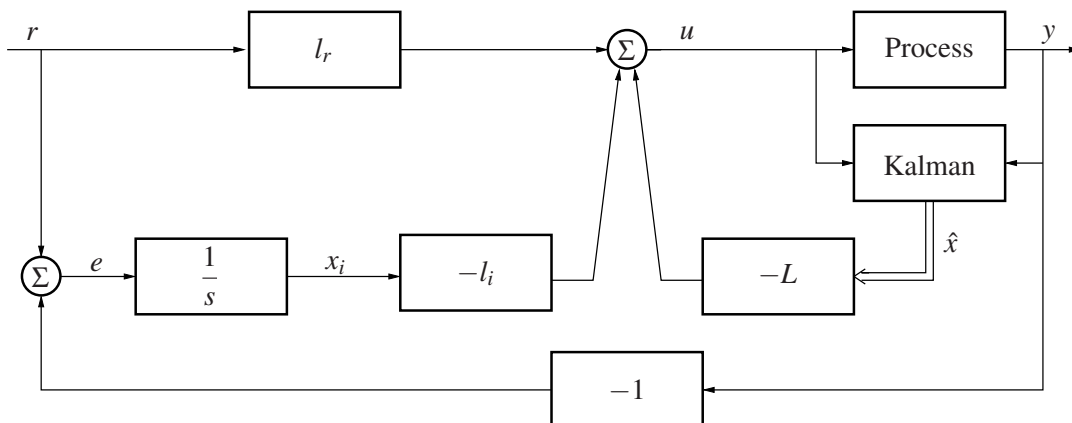 r
l_r
Σ
u
Process
y
Kalman
x̂
Σ
e
1
s
x_i
−l_i
−L
−1